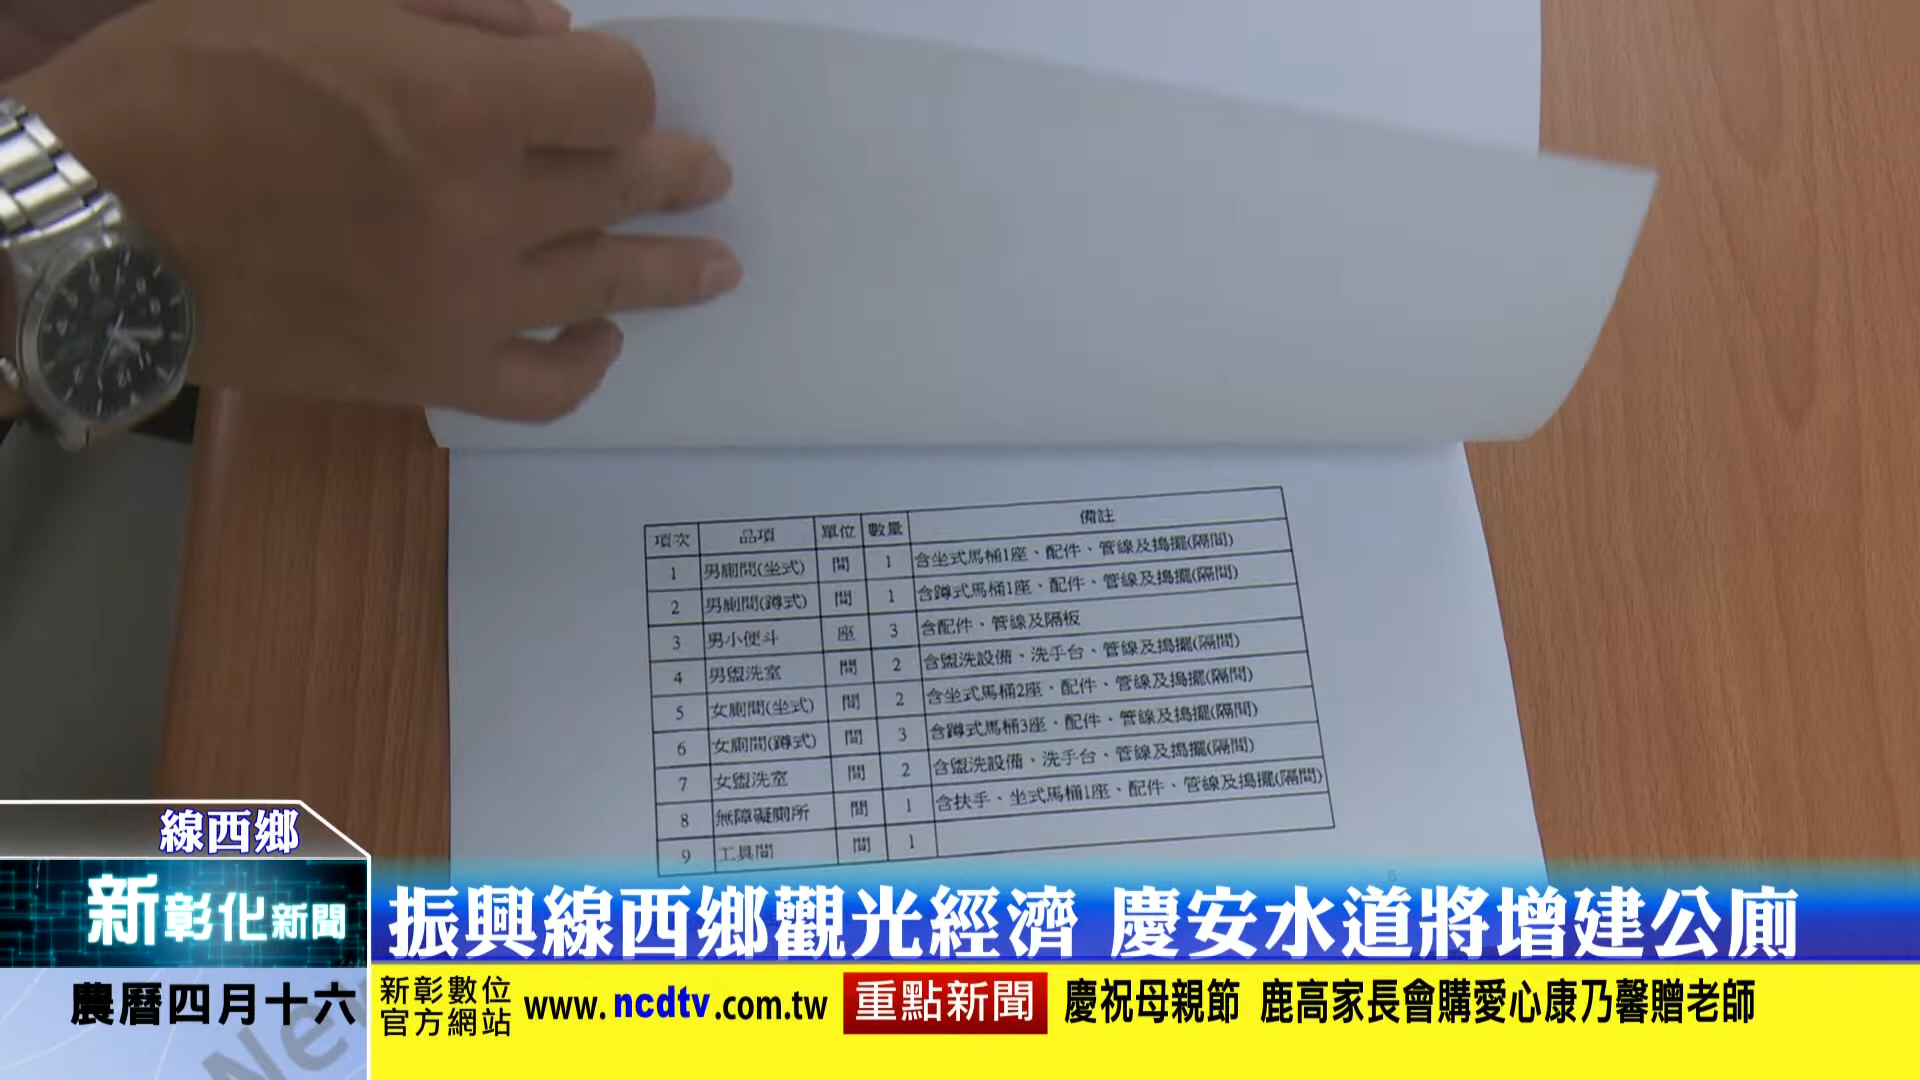 項次 品項 單位 數量 備註
1 男廁間(坐式) 間 1 含坐式馬桶1座、配件、管線及搗擺(隔間)
2 男廁間(蹲式) 間 1 含蹲式馬桶1座、配件、管線及搗擺(隔間)
3 男小便斗 座 3 含配件、管線及隔板
4 男盥洗室 間 2 含盥洗設備、洗手台、管線及搗擺(隔間)
5 女廁間(坐式) 間 2 含坐式馬桶2座、配件、管線及搗擺(隔間)
6 女廁間(蹲式) 間 3 含蹲式馬桶3座、配件、管線及搗擺(隔間)
7 女盥洗室 間 2 含盥洗設備、洗手台、管線及搗擺(隔間)
8 無障礙廁所 間 1 含扶手、坐式馬桶1座、配件、管線及搗擺(隔間)
9 工具間 間 1
6
線西鄉
新彰化新聞
振興線西鄉觀光經濟 慶安水道將增建公廁
農曆四月十六
新彰數位
官方網站
www.ncdtv.com.tw
重點新聞
慶祝母親節 鹿高家長會購愛心康乃馨贈老師